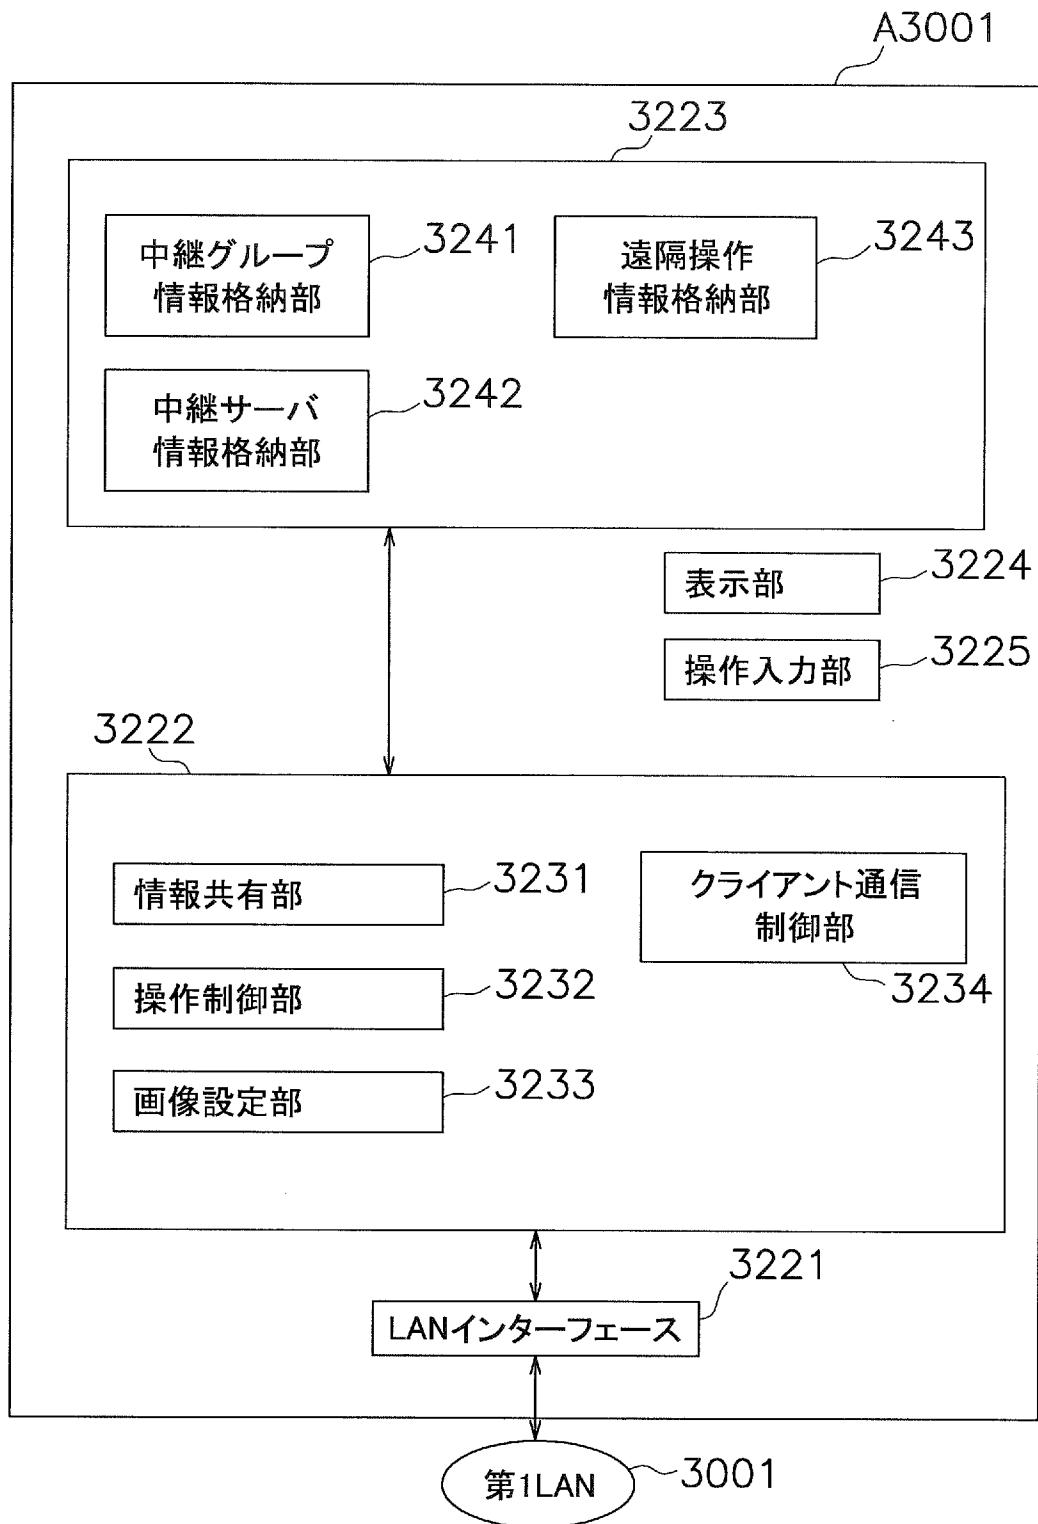 A3001
3223
中継グループ
情報格納部
3241
遠隔操作
情報格納部
3243
中継サーバ
情報格納部
3242
表示部
3224
操作入力部
3225
3222
情報共有部
3231
クライアント通信
制御部
3234
操作制御部
3232
画像設定部
3233
3221
LANインターフェース
第1LAN
3001